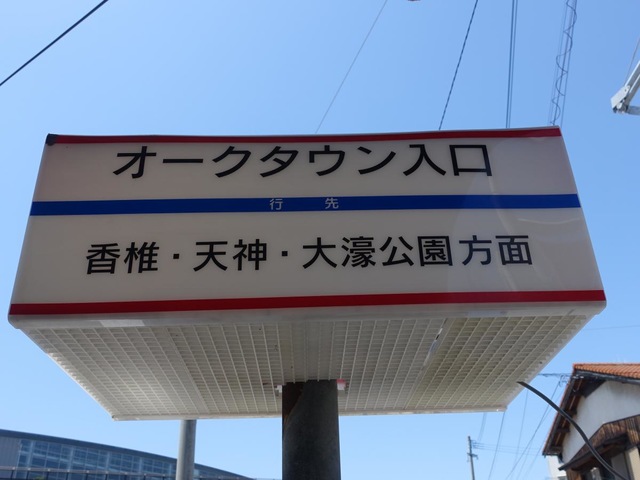 オークタウン入口
行先
香椎・天神・大濠公園方面